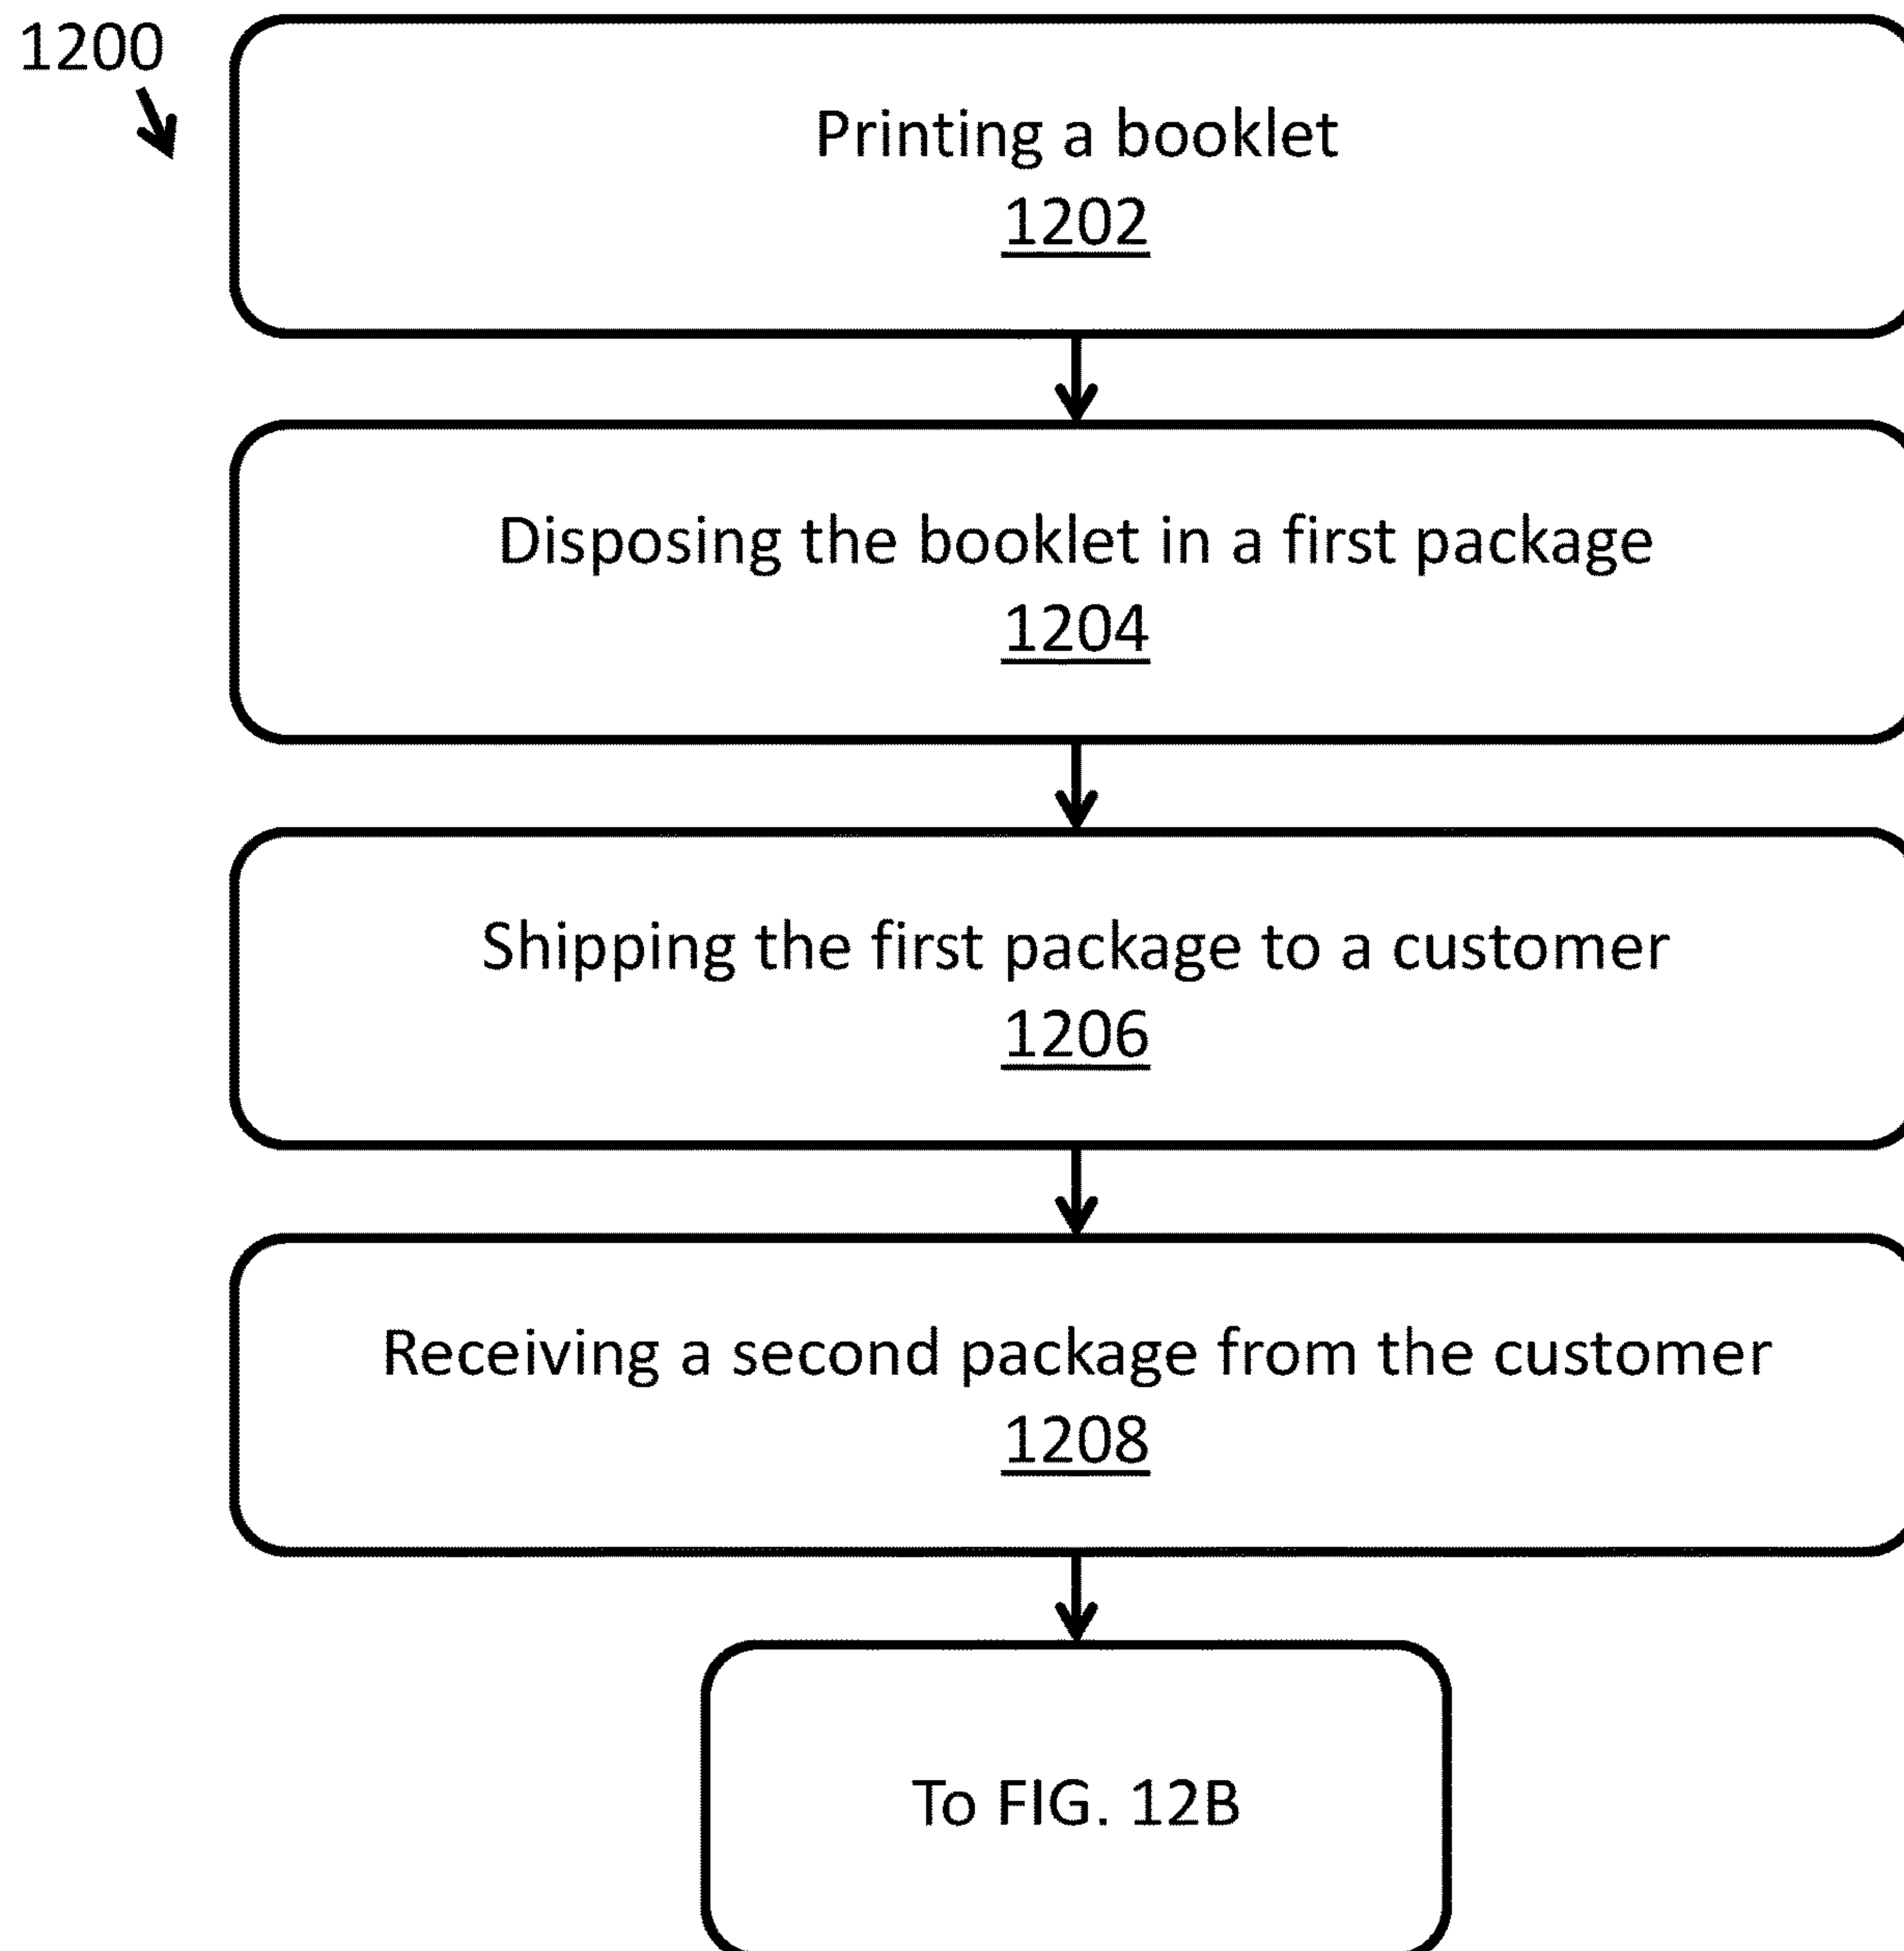 1200
Printing a booklet
1202
Disposing the booklet in a first package
1204
Shipping the first package to a customer
1206
Receiving a second package from the customer
1208
To FIG. 12B